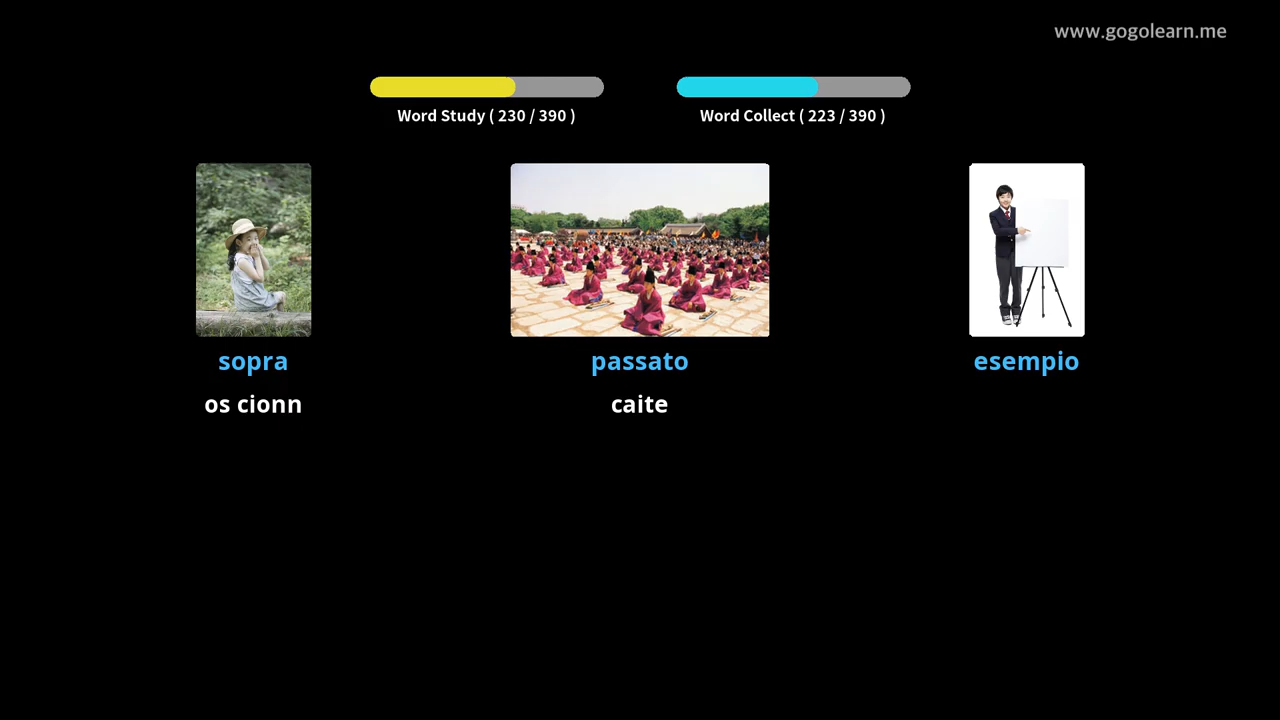 www.gogolearn.me
Word Study ( 230 / 390 )
Word Collect ( 223 / 390 )
sopra
passato
esempio
os cionn
caite